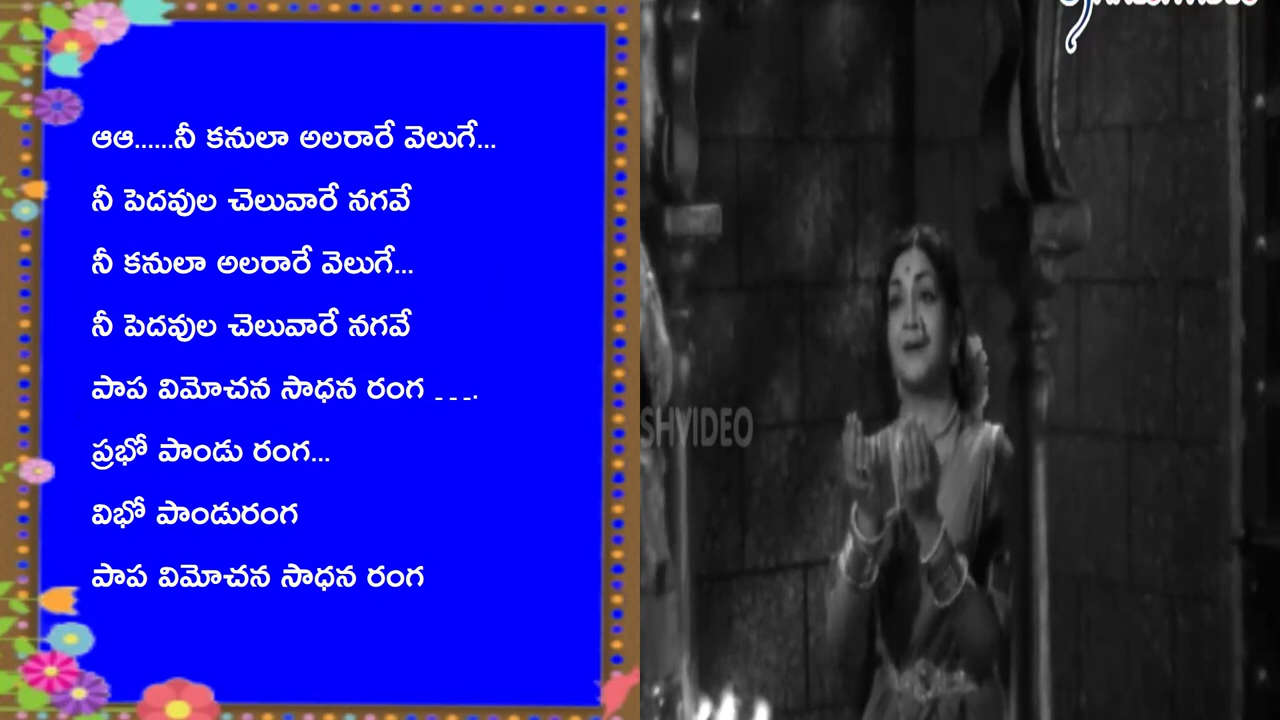 ఆఆ......నీ కనులా అలరారే వెలుగే...
నీ పెదవుల చెలువారే నగవే
నీ కనులా అలరారే వెలుగే...
నీ పెదవుల చెలువారే నగవే
పాప విమోచన సాధన రంగ _ _ _.
ప్రభో పాండు రంగ...
విభో పాండురంగ
పాప విమోచన సాధన రంగ
SHVIDEO